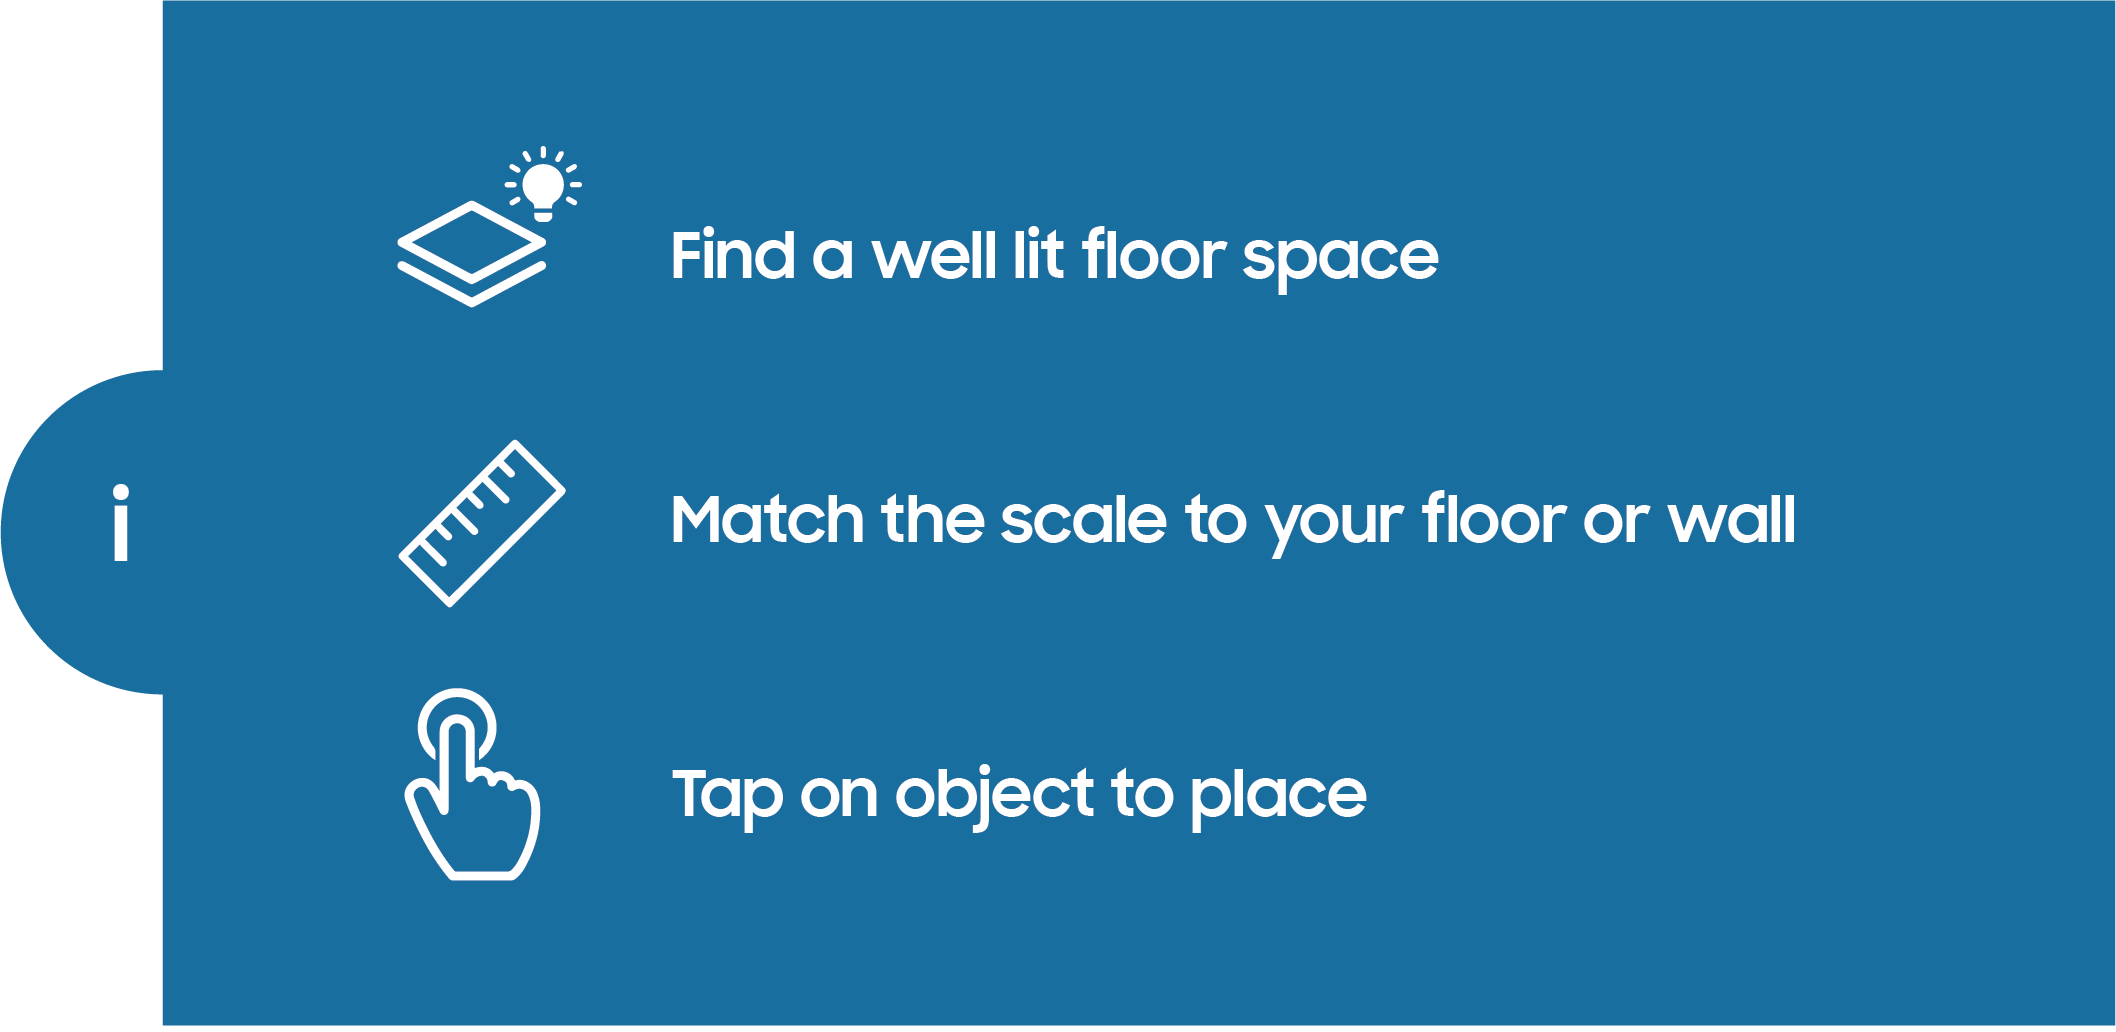 Find a well lit floor space
i
Match the scale to your floor or wall
Tap on object to place